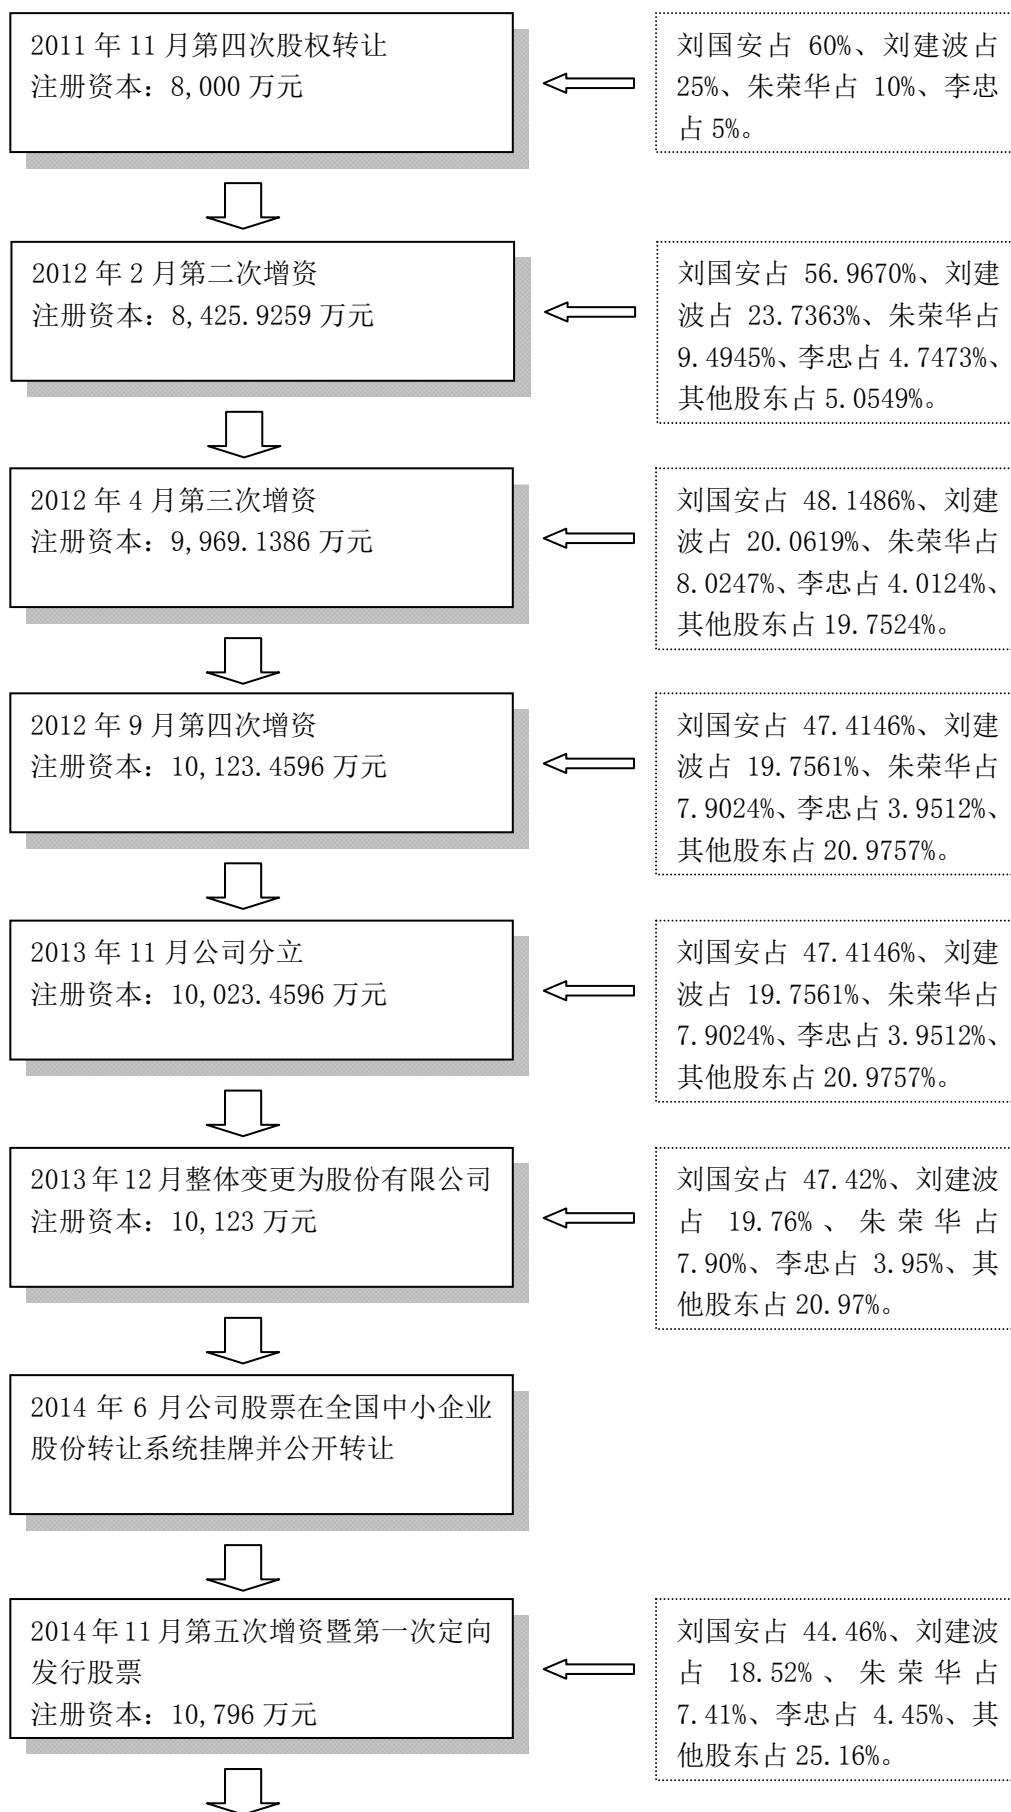 2011 年 11 月第四次股权转让
注册资本：8,000 万元
刘国安占 60%、刘建波占
25%、朱荣华占 10%、李忠
占 5%。
2012 年 2 月第二次增资
注册资本：8,425.9259 万元
刘国安占 56.9670%、刘建
波占 23.7363%、朱荣华占
9.4945%、李忠占 4.7473%、
其他股东占 5.0549%。
2012 年 4 月第三次增资
注册资本：9,969.1386 万元
刘国安占 48.1486%、刘建
波占 20.0619%、朱荣华占
8.0247%、李忠占 4.0124%、
其他股东占 19.7524%。
2012 年 9 月第四次增资
注册资本：10,123.4596 万元
刘国安占 47.4146%、刘建
波占 19.7561%、朱荣华占
7.9024%、李忠占 3.9512%、
其他股东占 20.9757%。
2013 年 11 月公司分立
注册资本：10,023.4596 万元
刘国安占 47.4146%、刘建
波占 19.7561%、朱荣华占
7.9024%、李忠占 3.9512%、
其他股东占 20.9757%。
2013 年 12 月整体变更为股份有限公司
注册资本：10,123 万元
刘国安占 47.42%、刘建波
占 19.76%、朱荣华占
7.90%、李忠占 3.95%、其
他股东占 20.97%。
2014 年 6 月公司股票在全国中小企业
股份转让系统挂牌并公开转让
2014 年 11 月第五次增资暨第一次定向
发行股票
注册资本：10,796 万元
刘国安占 44.46%、刘建波
占 18.52%、朱荣华占
7.41%、李忠占 4.45%、其
他股东占 25.16%。